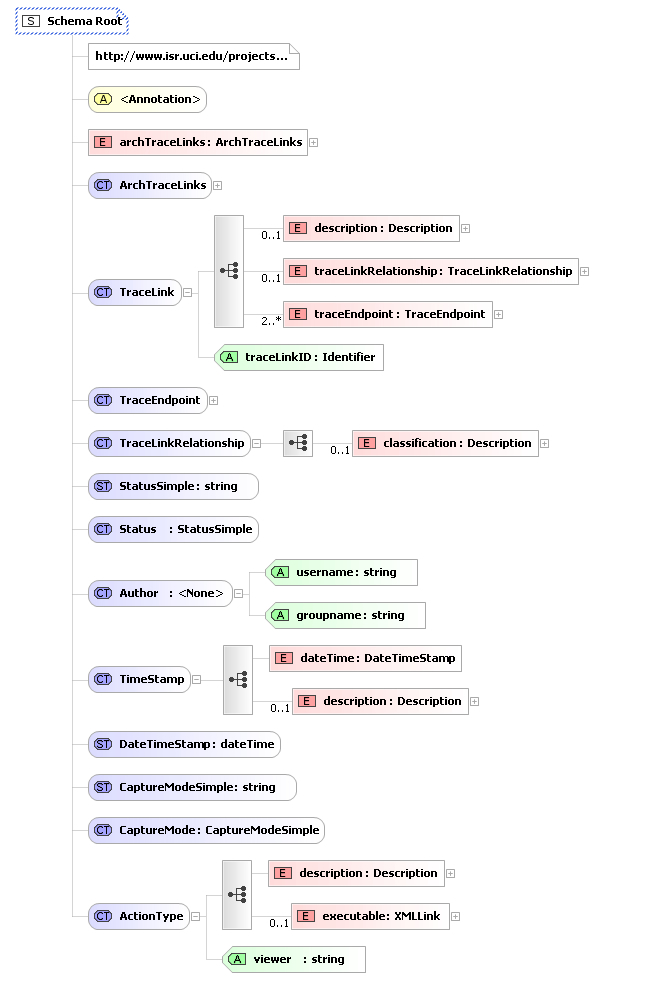 S Schema Root
http://www.isr.uci.edu/projects...
A <Annotation>
E archTraceLinks: ArchTraceLinks
CT ArchTraceLinks
0..1 E description : Description
0..1 E traceLinkRelationship: TraceLinkRelationship
CT TraceLink
2..* E traceEndpoint: TraceEndpoint
A traceLinkID : Identifier
CT TraceEndpoint
CT TraceLinkRelationship 0..1 E classification : Description
ST StatusSimple: string
CT Status : StatusSimple
A username: string
CT Author : <None>
A groupname: string
E dateTime: DateTimeStamp
CT TimeStamp
0..1 E description: Description
ST DateTimeStamp: dateTime
ST CaptureModeSimple: string
CT CaptureMode: CaptureModeSimple
E description: Description
CT ActionType 0..1 E executable: XMLLink
A viewer : string